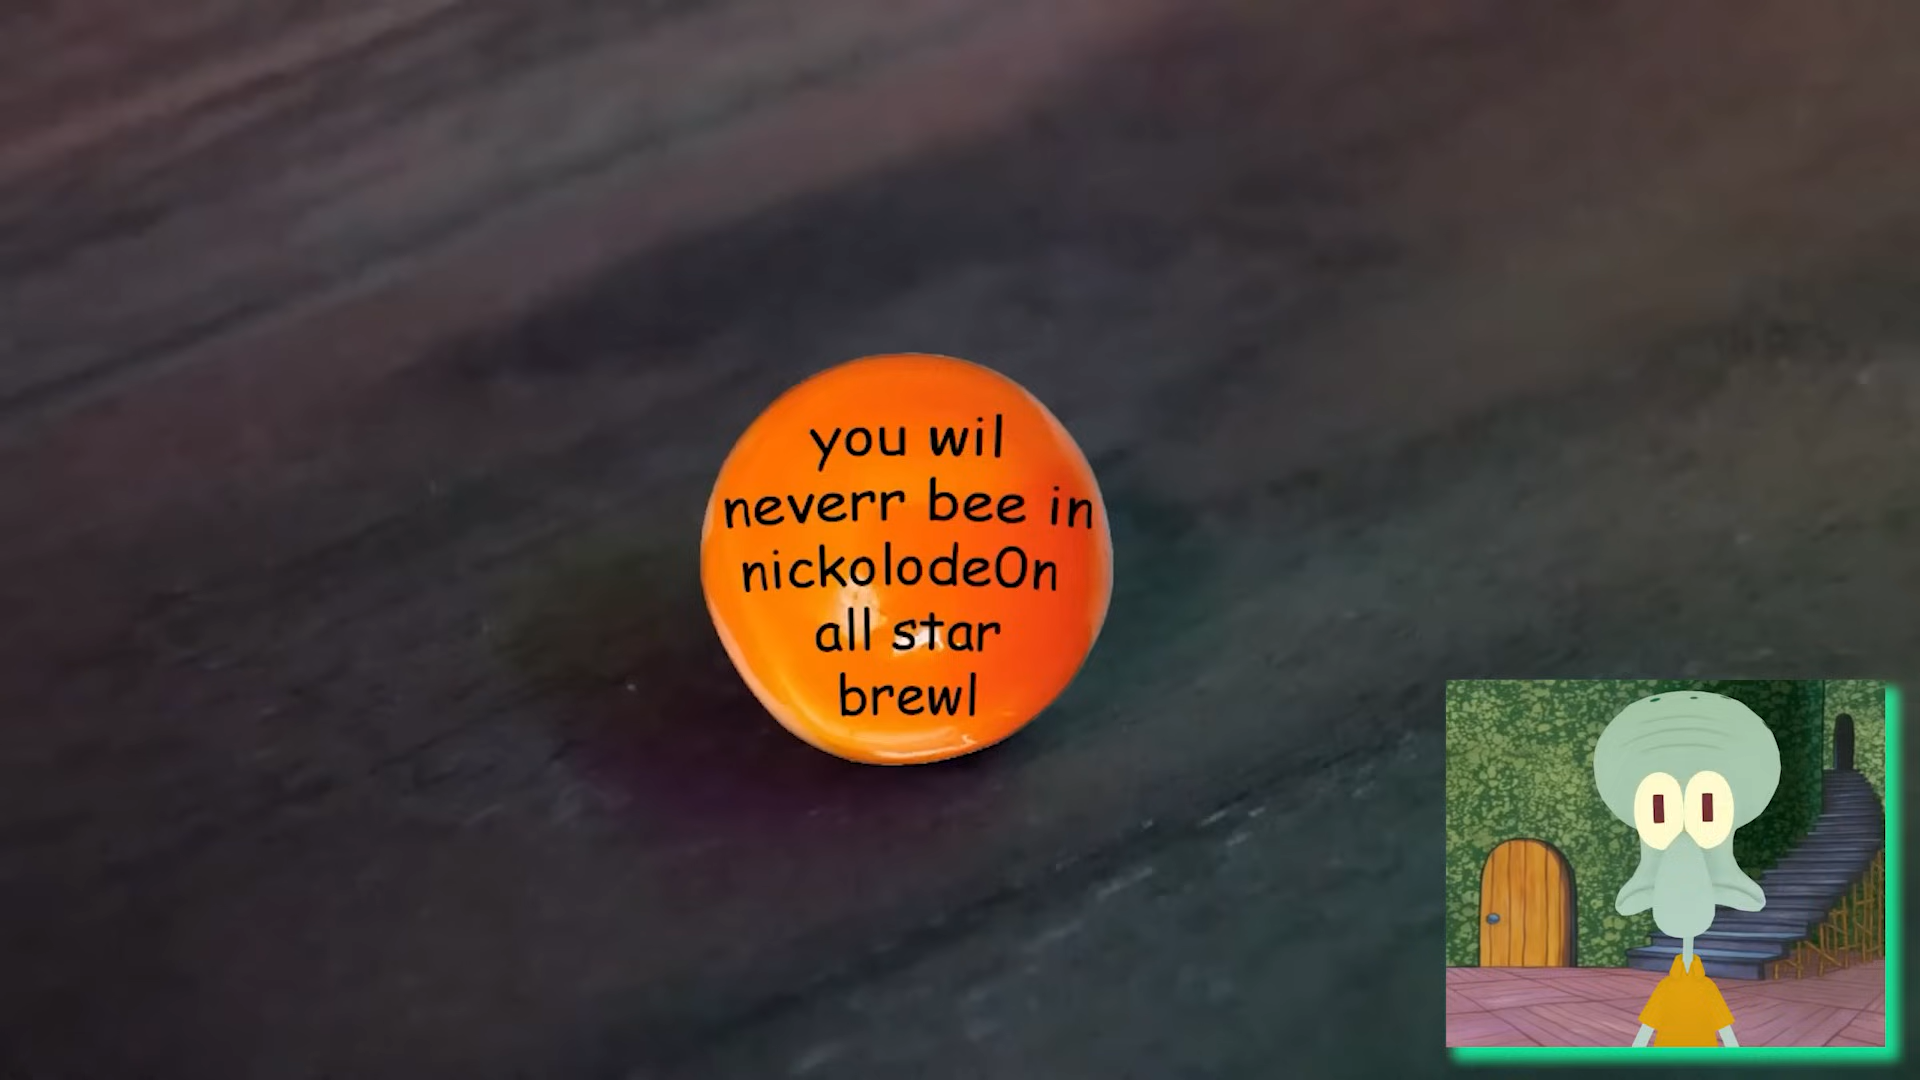 you wil
neverr bee in
nickolode0n
all star
brewl